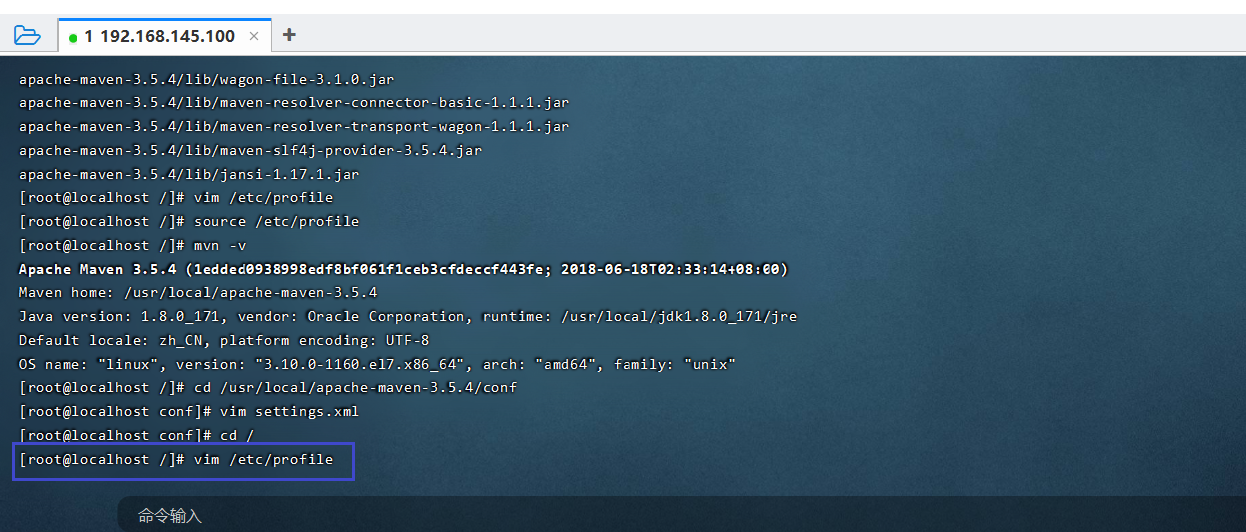 1 192.168.145.100 × +
apache-maven-3.5.4/lib/wagon-file-3.1.0.jar
apache-maven-3.5.4/lib/maven-resolver-connector-basic-1.1.1.jar
apache-maven-3.5.4/lib/maven-resolver-transport-wagon-1.1.1.jar
apache-maven-3.5.4/lib/maven-slf4j-provider-3.5.4.jar
apache-maven-3.5.4/lib/jansi-1.17.1.jar
[root@localhost /]# vim /etc/profile
[root@localhost /]# source /etc/profile
[root@localhost /]# mvn -v
Apache Maven 3.5.4 (1edded0938998edf8bf061f1ceb3cfdeccf443fe; 2018-06-18T02:33:14+08:00)
Maven home: /usr/local/apache-maven-3.5.4
Java version: 1.8.0_171, vendor: Oracle Corporation, runtime: /usr/local/jdk1.8.0_171/jre
Default locale: zh_CN, platform encoding: UTF-8
OS name: "linux", version: "3.10.0-1160.el7.x86_64", arch: "amd64", family: "unix"
[root@localhost /]# cd /usr/local/apache-maven-3.5.4/conf
[root@localhost conf]# vim settings.xml
[root@localhost conf]# cd /
[root@localhost /]# vim /etc/profile
命令输入